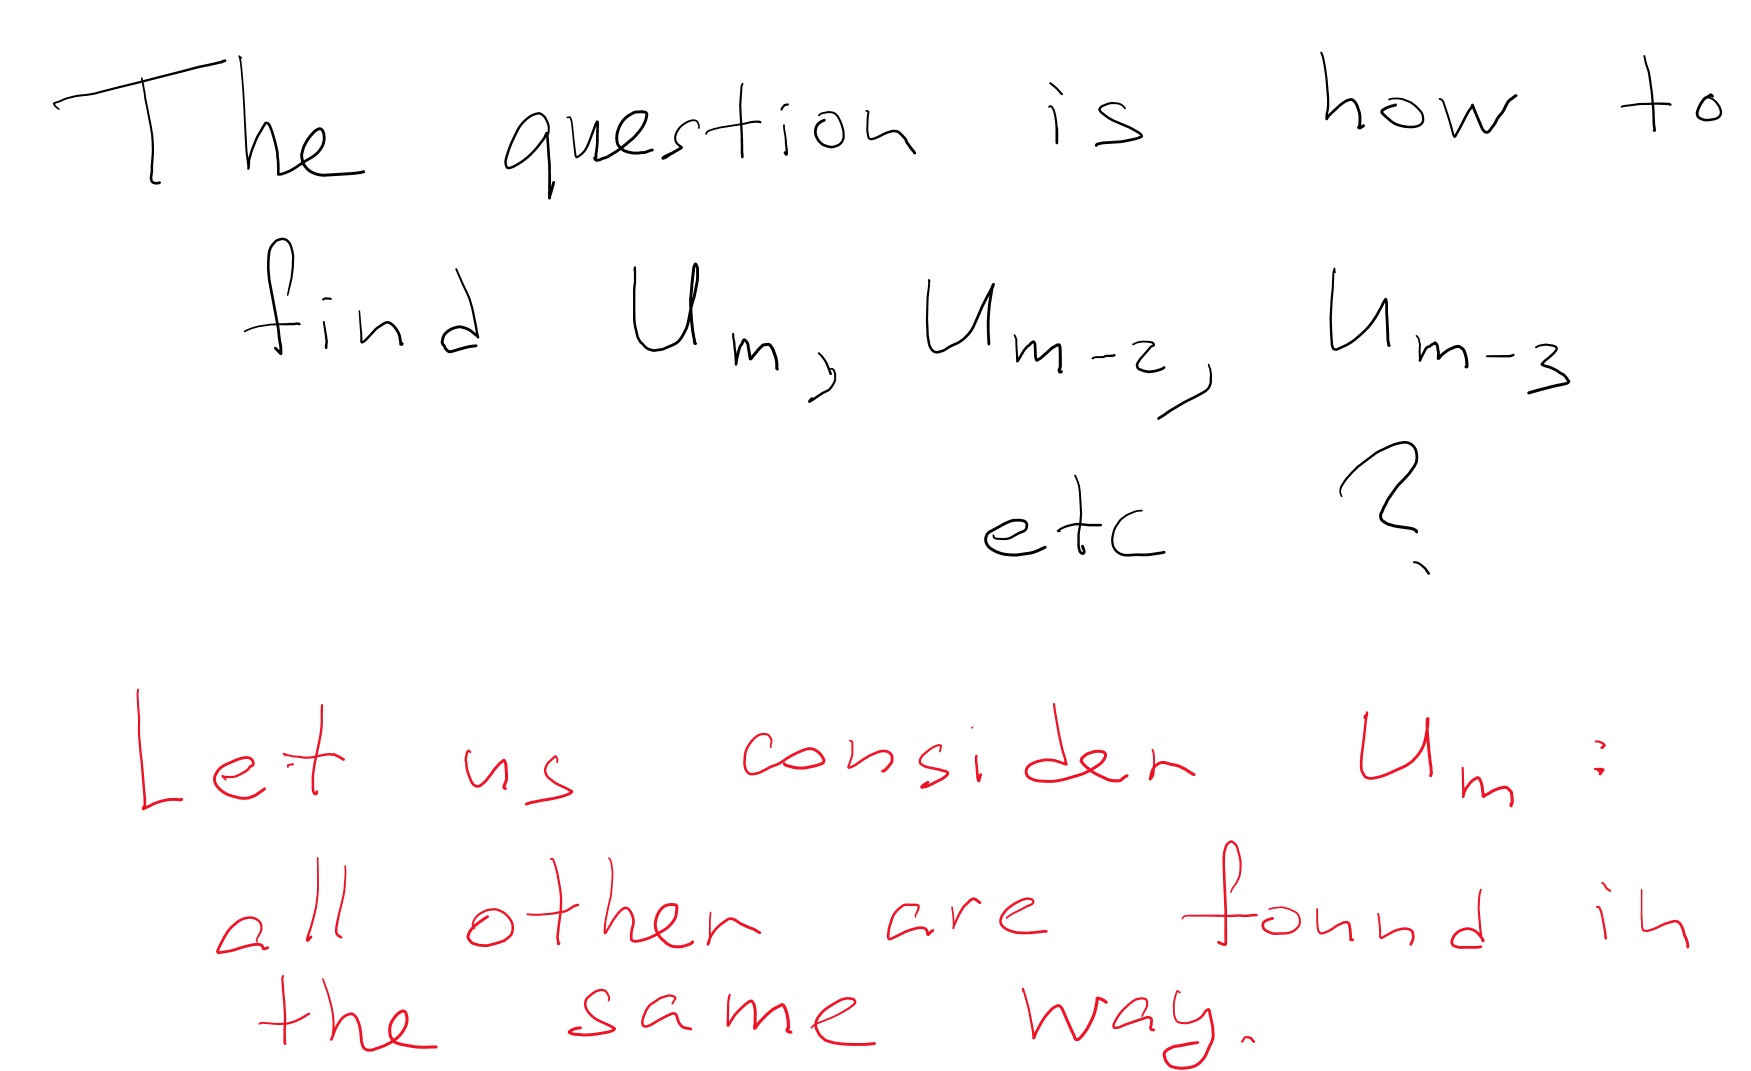 The question is how to
find U_m, U_{m-2}, U_{m-3}
etc ?
Let us consider U_m :
all other are found in
the same way.